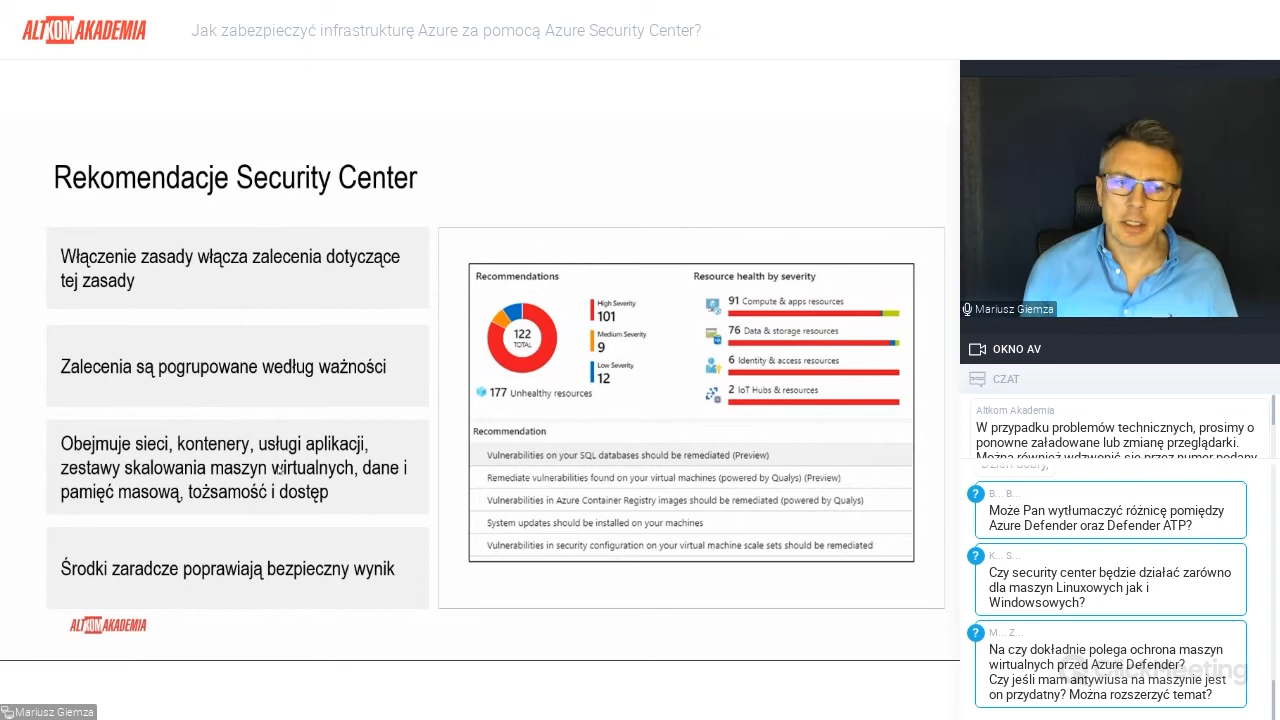 ALTKOM AKADEMIA
Jak zabezpieczyć infrastrukturę Azure za pomocą Azure Security Center?
Rekomendacje Security Center
Włączenie zasady włącza zalecenia dotyczące
tej zasady
Zalecenia są pogrupowane według ważności
Obejmuje sieci, kontenery, usługi aplikacji,
zestawy skalowania maszyn wirtualnych, dane i
pamięć masową, tożsamość i dostęp
Środki zaradcze poprawiają bezpieczny wynik
ALTKOM AKADEMIA
Recommendations
122
TOTAL
High Severity
101
Medium Severity
9
Low Severity
12
177 Unhealthy resources
Resource health by severity
91 Compute & apps resources
76 Data & storage resources
6 Identity & access resources
2 IoT Hubs & resources
Recommendation
Vulnerabilities on your SQL databases should be remediated (Preview)
Remediate vulnerabilities found on your virtual machines (powered by Qualys) (Preview)
Vulnerabilities in Azure Container Registry images should be remediated (powered by Qualys)
System updates should be installed on your machines
Vulnerabilities in security configuration on your virtual machine scale sets should be remediated
Mariusz Giemza
Mariusz Giemza
OKNO AV
CZAT
Altkom Akademia
W przypadku problemów technicznych, prosimy o
ponowne załadowane lub zmianę przeglądarki.
Można również wdzwonić się przez numer podany
Dzień dobry,
B... B...
Może Pan wytłumaczyć różnicę pomiędzy
Azure Defender oraz Defender ATP?
K... S...
Czy security center będzie działać zarówno
dla maszyn Linuxowych jak i
Windowsowych?
M... Z...
Na czy dokładnie polega ochrona maszyn
wirtualnych przed Azure Defender?
Czy jeśli mam antywiusa na maszynie jest
on przydatny? Można rozszerzyć temat?
ClickMeeting